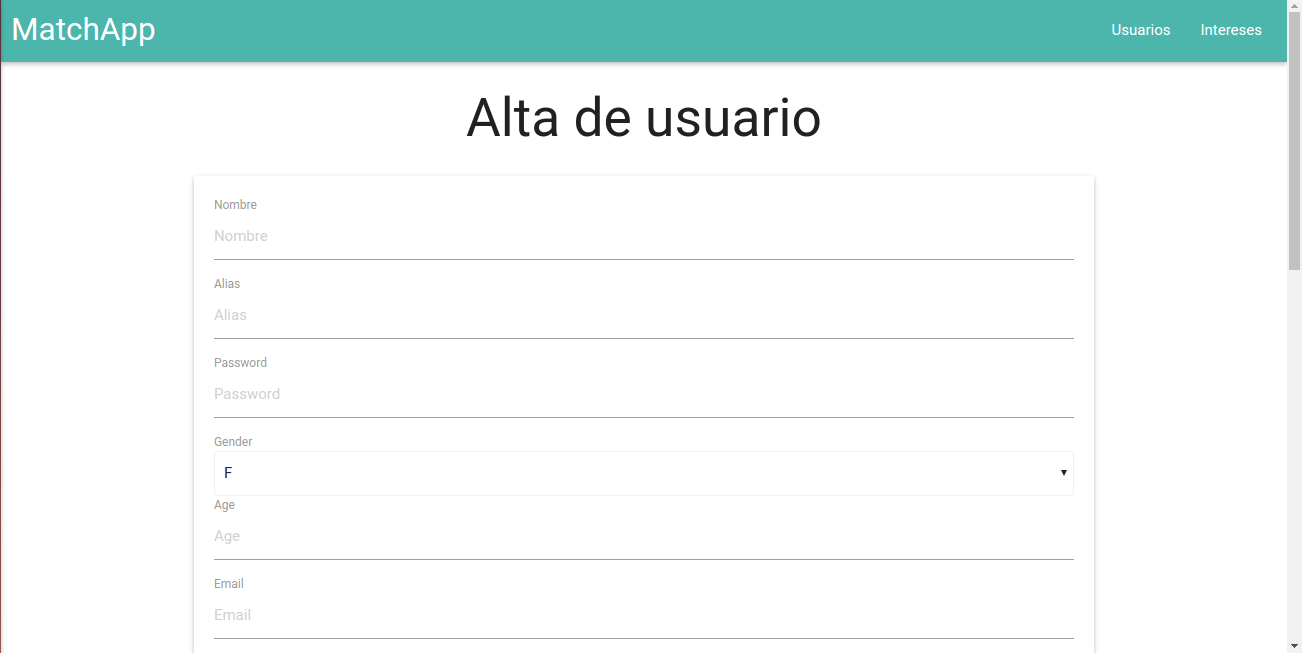 MatchApp
Usuarios Intereses
Alta de usuario
Nombre
Nombre
Alias
Alias
Password
Password
Gender
F
Age
Age
Email
Email